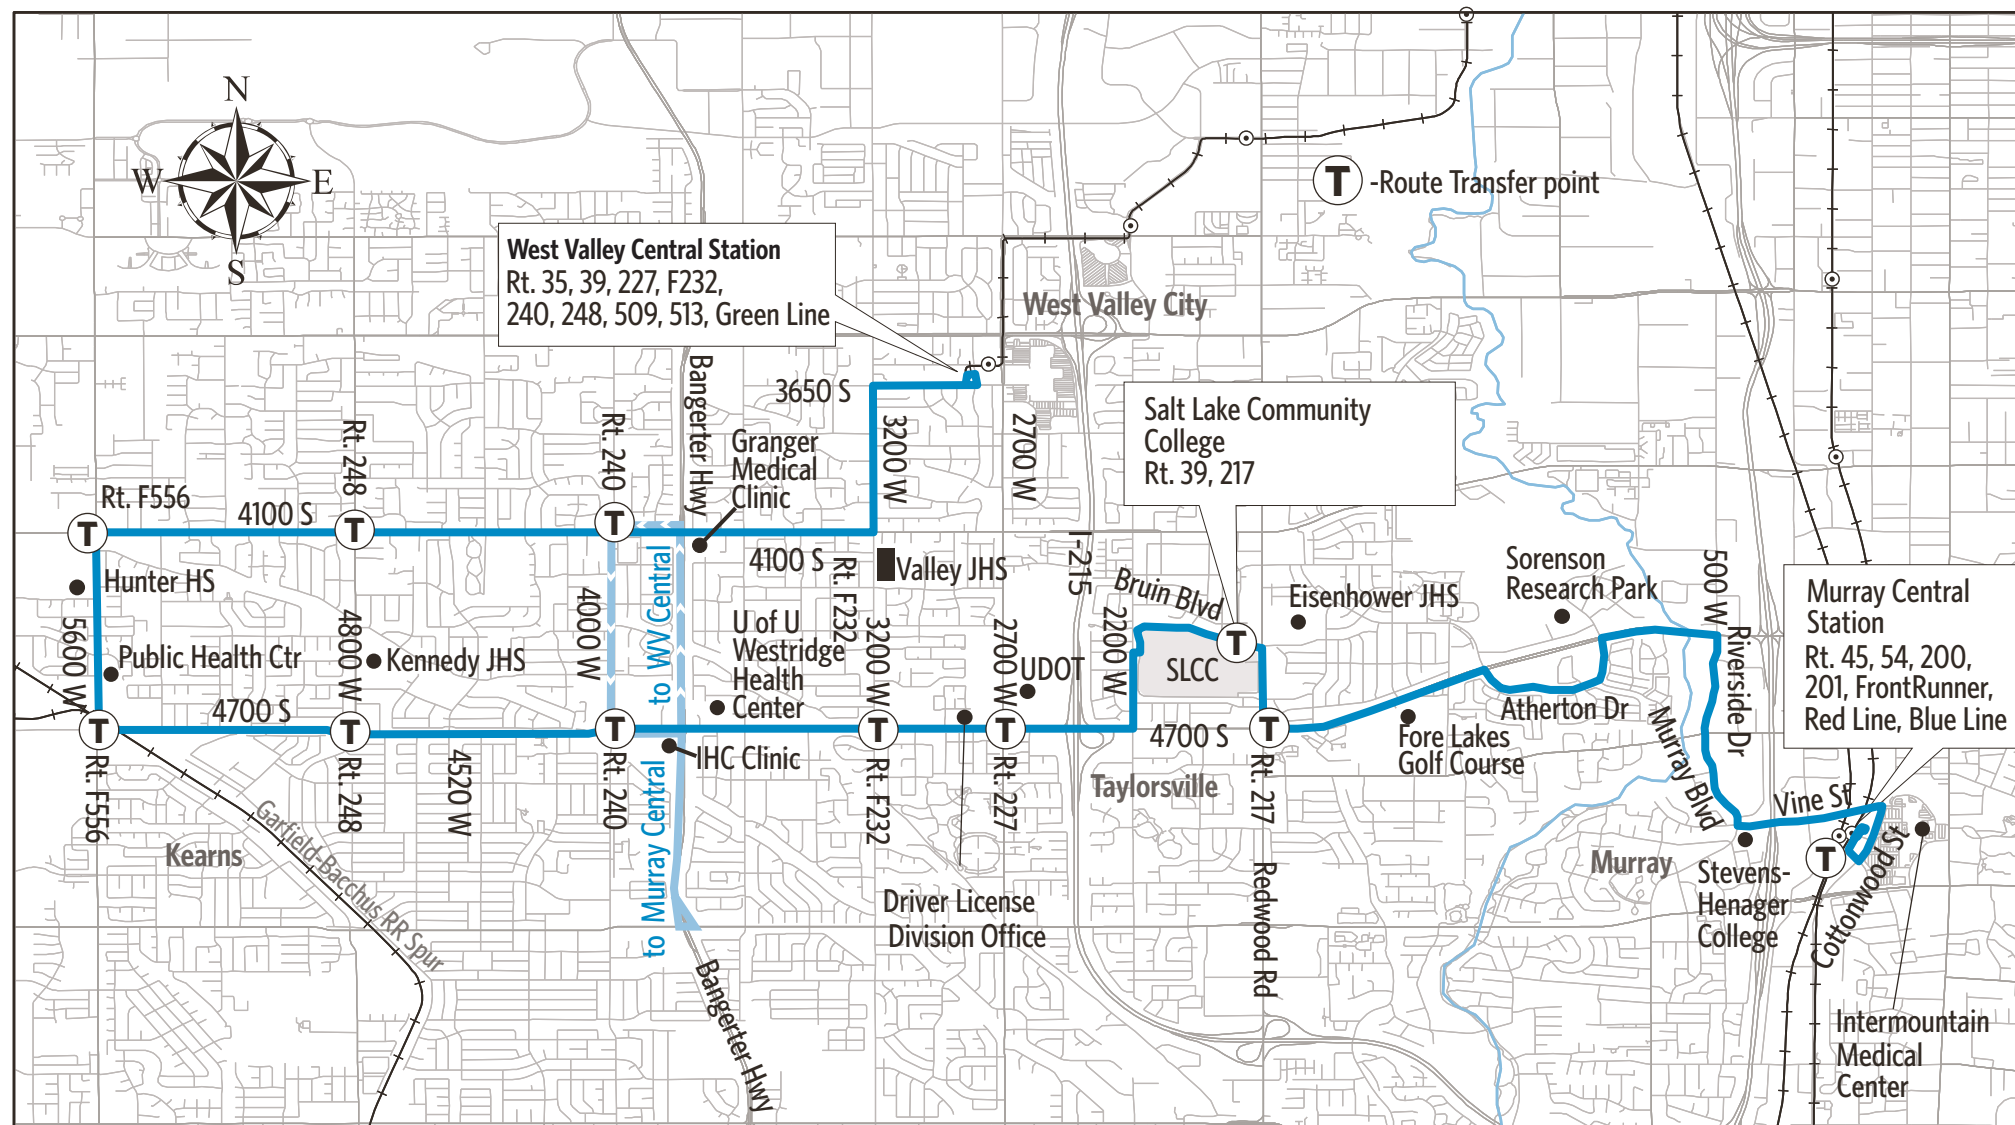 N
W
E
S
T
-Route Transfer point
West Valley Central Station
Rt. 35, 39, 227, F232,
240, 248, 509, 513, Green Line
West Valley City
3650 S
Bangerter Hwy
3200 W
2700 W
Salt Lake Community
College
Rt. 39, 217
Granger
Medical
Clinic
Rt. 248
Rt. 240
Rt. F556
4100 S
T
T
T
4100 S
Rt. F232
Valley JHS
I-215
Bruin Blvd
T
Eisenhower JHS
Sorenson
Research Park
500 W
Riverside Dr
Murray Central
Station
Rt. 45, 54, 200,
201, FrontRunner,
Red Line, Blue Line
Hunter HS
5600 W
Public Health Ctr
4800 W
Kennedy JHS
4000 W
to WV Central
U of U
Westridge
Health
Center
3200 W
2700 W
UDOT
2200 W
SLCC
4700 S
T
T
T
T
T
4700 S
T
Atherton Dr
Fore Lakes
Golf Course
Murray Blvd
IHC Clinic
Rt. F556
Rt. 248
4520 W
Rt. 240
to Murray Central
Rt. F232
Rt. 227
Taylorsville
Rt. 217
Vine St
T
Cottonwood St
Kearns
Garfield-Bacchus RR Spur
Driver License
Division Office
Redwood Rd
Murray
Stevens-
Henager
College
Bangerter Hwy
Intermountain
Medical
Center